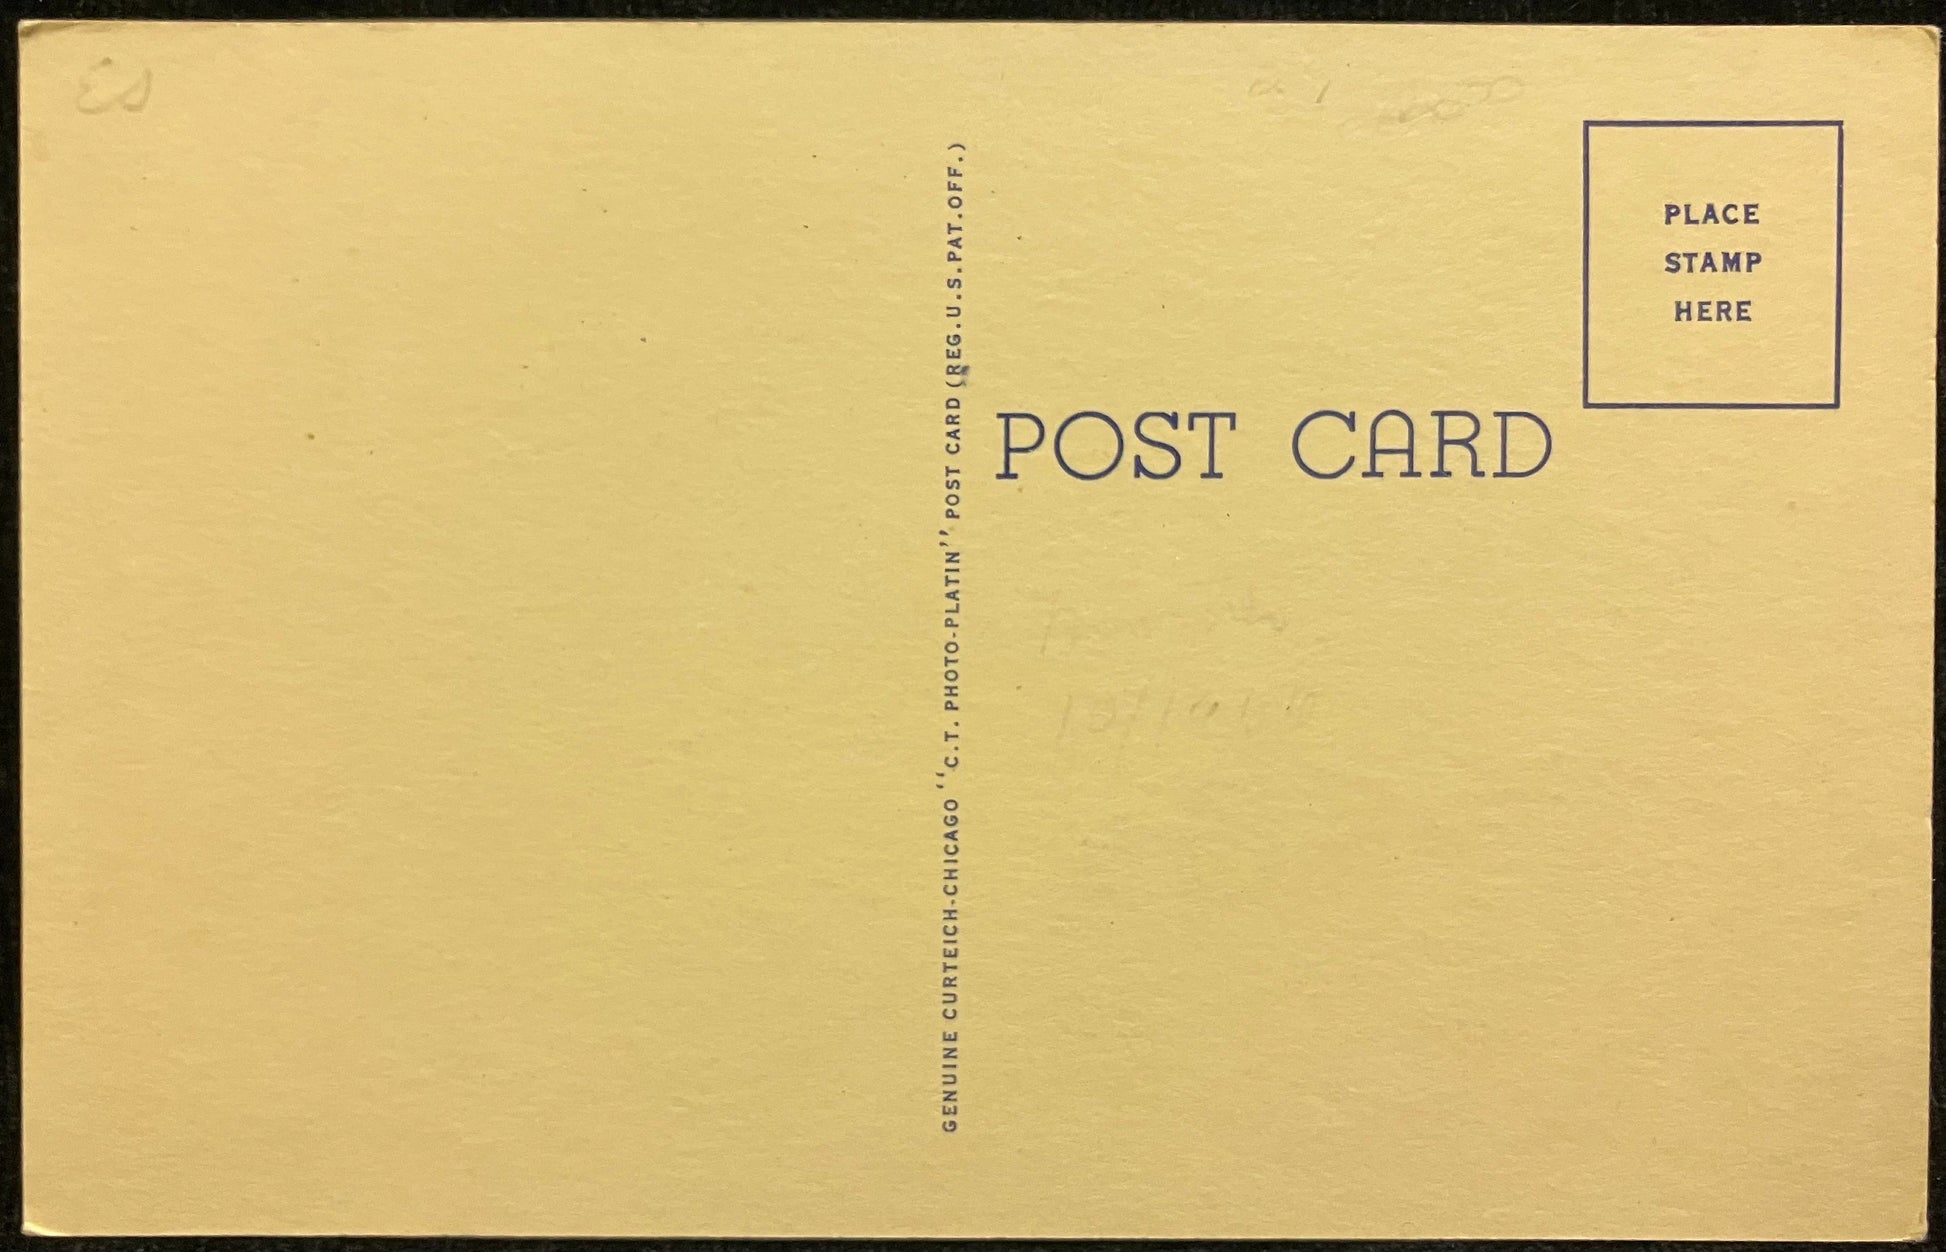 PLACE
STAMP
HERE
POST CARD
GENUINE CURTEICH-CHICAGO "C.T. PHOTO-PLATIN" POST CARD (REG.U.S.PAT.OFF.)